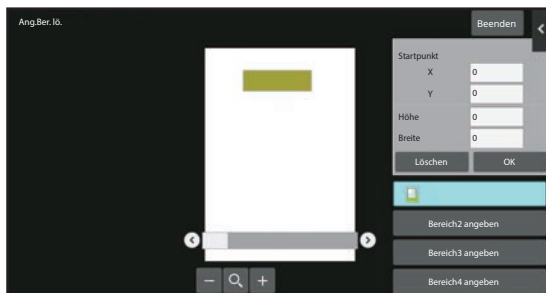 Ang.Ber. lö.
Beenden
Startpunkt
X 0
Y 0
Höhe 0
Breite 0
Löschen OK
Bereich2 angeben
Bereich3 angeben
Bereich4 angeben